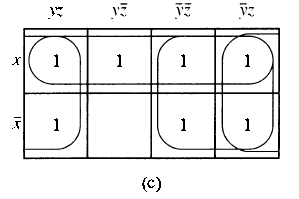 yz yz̄ ȳz̄ ȳz
x 1 1 1 1
x̄ 1 1 1
(c)